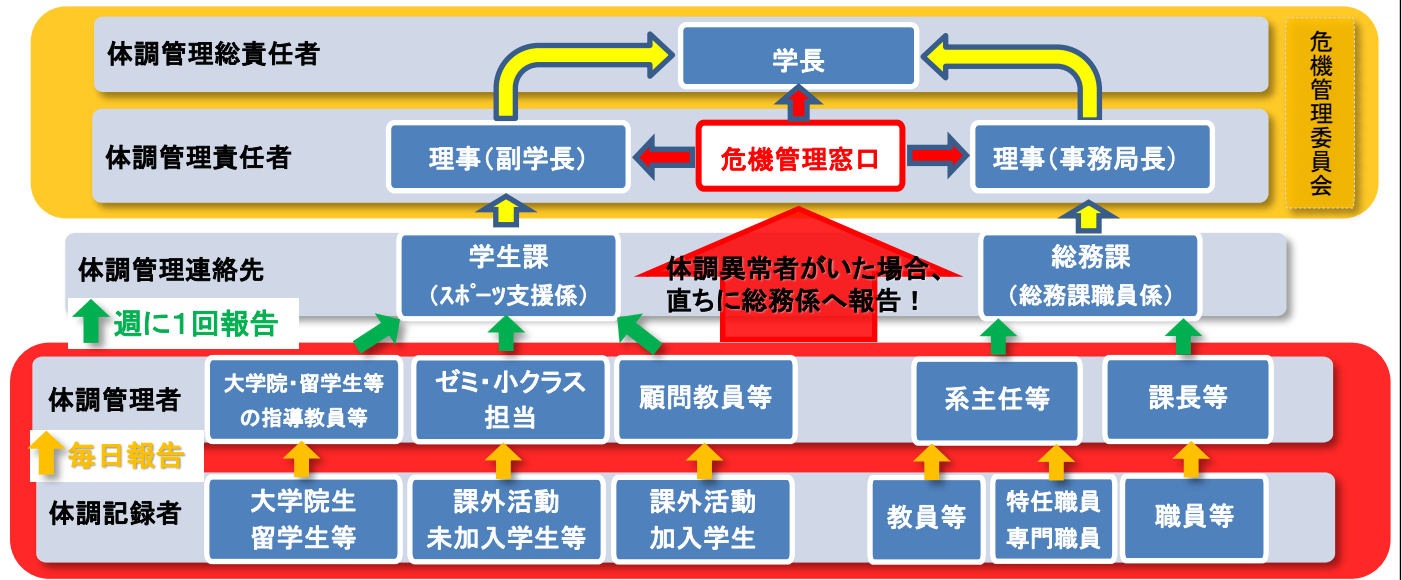 体調管理総責任者
学長
危機管理委員会
体調管理責任者
理事（副学長）
危機管理窓口
理事（事務局長）
体調管理連絡先
学生課
（スポーツ支援係）
体調異常者がいた場合、
直ちに総務係へ報告！
総務課
（総務課職員係）
週に１回報告
体調管理者
大学院・留学生等
の指導教員等
ゼミ・小クラス
担当
顧問教員等
系主任等
課長等
毎日報告
体調記録者
大学院生
留学生等
課外活動
未加入学生等
課外活動
加入学生
教員等
特任職員
専門職員
職員等